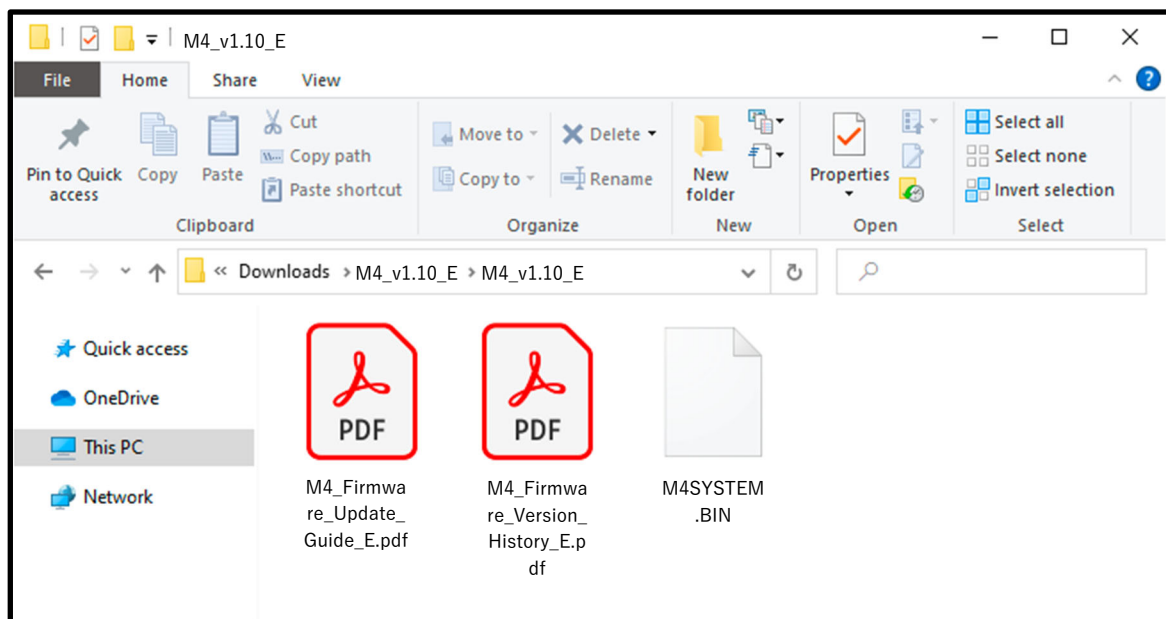 M4_v1.10_E
File Home Share View
Pin to Quick access
Copy
Paste
Cut
Copy path
Paste shortcut
Clipboard
Move to
Copy to
Delete
Rename
Organize
New folder
New
Properties
Open
Select all
Select none
Invert selection
Select
« Downloads > M4_v1.10_E > M4_v1.10_E
Quick access
OneDrive
This PC
Network
PDF
M4_Firmwa
re_Update_
Guide_E.pdf
PDF
M4_Firmwa
re_Version_
History_E.p
df
M4SYSTEM
.BIN